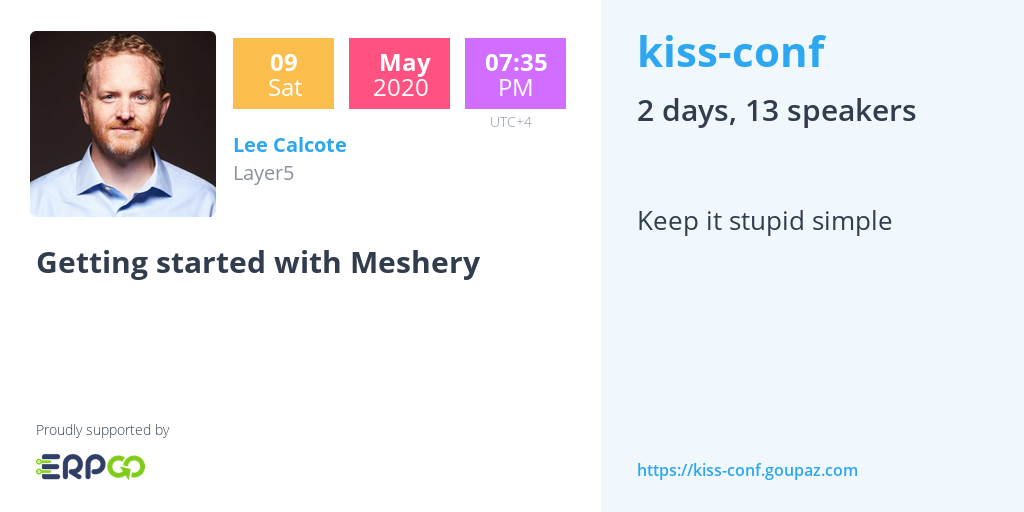 09
Sat
May
2020
07:35
PM
UTC+4
Lee Calcote
Layer5
Getting started with Meshery
Proudly supported by
ERPGO
kiss-conf
2 days, 13 speakers
Keep it stupid simple
https://kiss-conf.goupaz.com